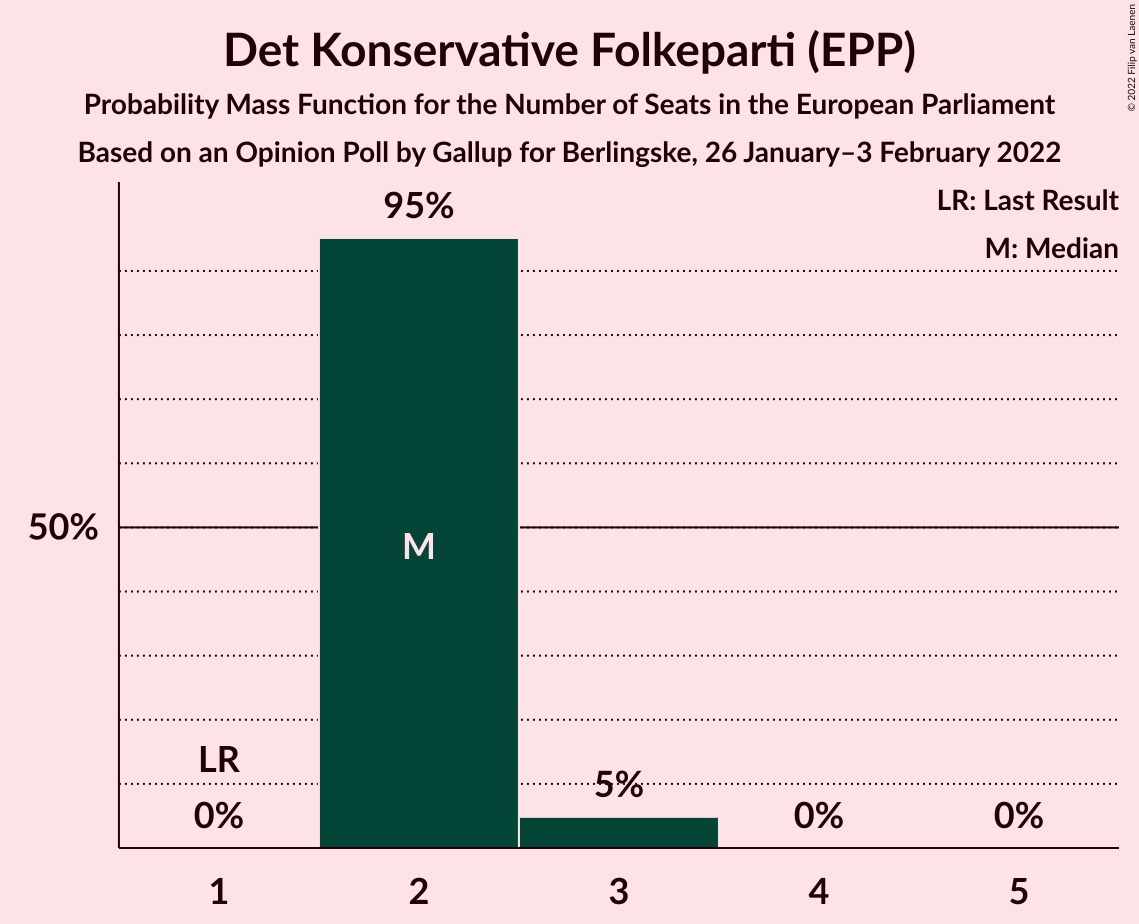 Det Konservative Folkeparti (EPP)
Probability Mass Function for the Number of Seats in the European Parliament
Based on an Opinion Poll by Gallup for Berlingske, 26 January–3 February 2022
© 2022 Filip van Laenen
LR: Last Result
M: Median
95%
50%
M
LR
0%
5%
0%
0%
1
2
3
4
5